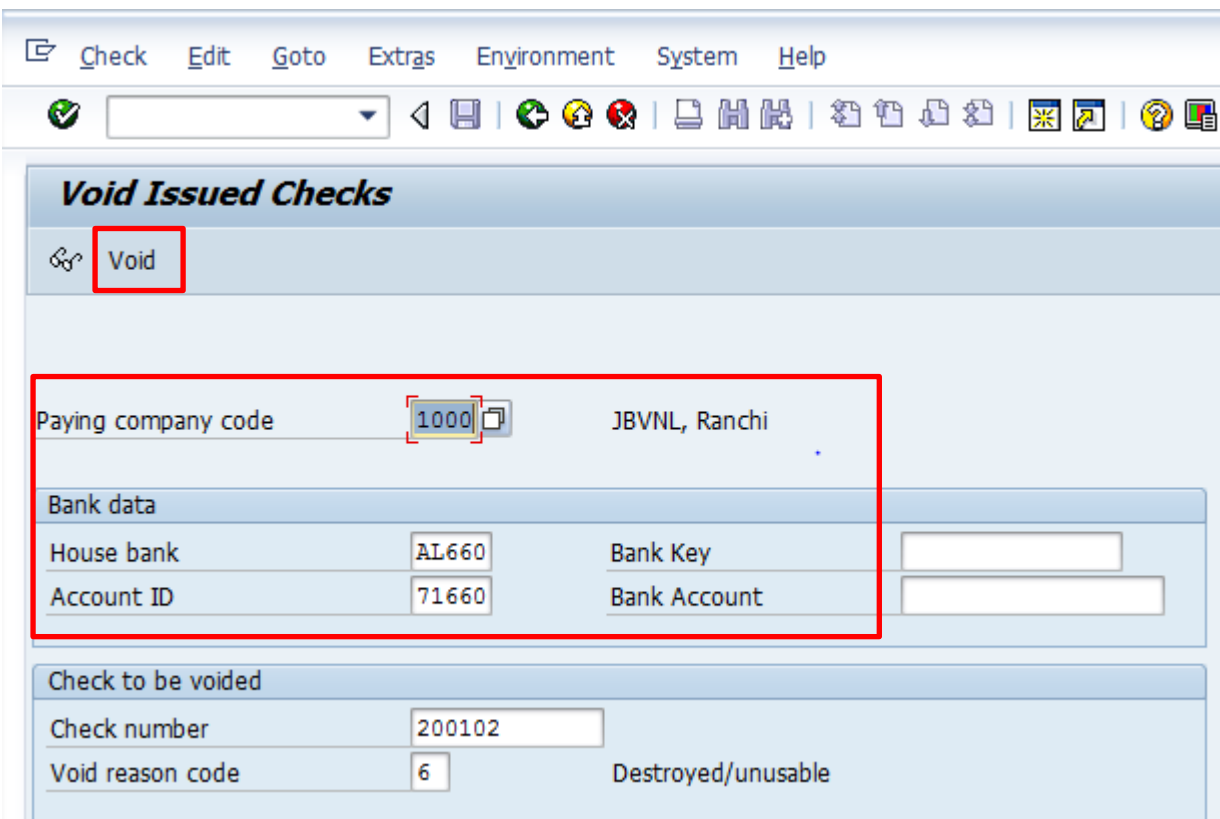 Check Edit Goto Extras Environment System Help
Void Issued Checks
Void
Paying company code 1000 JBVNL, Ranchi
Bank data
House bank AL660 Bank Key
Account ID 71660 Bank Account
Check to be voided
Check number 200102
Void reason code 6 Destroyed/unusable